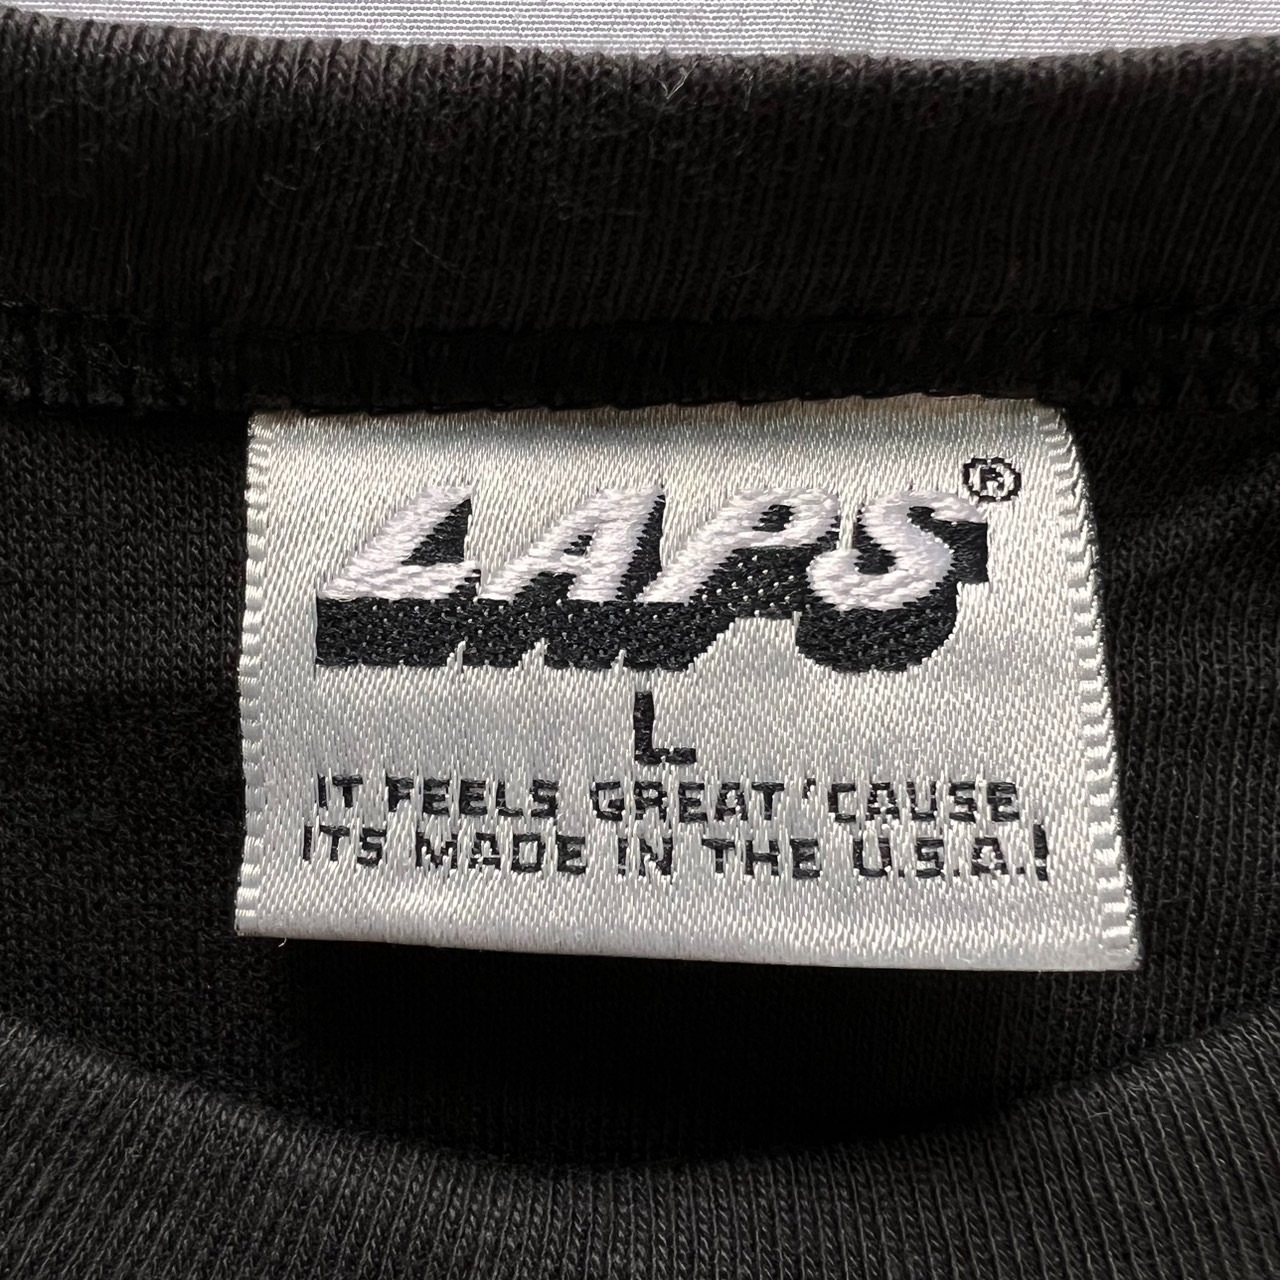 LAPS®
L
IT FEELS GREAT 'CAUSE
ITS MADE IN THE U.S.A.!